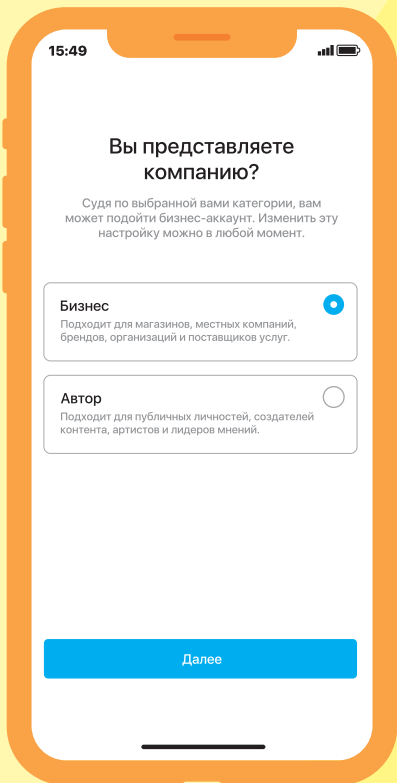 15:49
Вы представляете
компанию?
Судя по выбранной вами категории, вам
может подойти бизнес-аккаунт. Изменить эту
настройку можно в любой момент.
Бизнес
Подходит для магазинов, местных компаний,
брендов, организаций и поставщиков услуг.
Автор
Подходит для публичных личностей, создателей
контента, артистов и лидеров мнений.
Далее